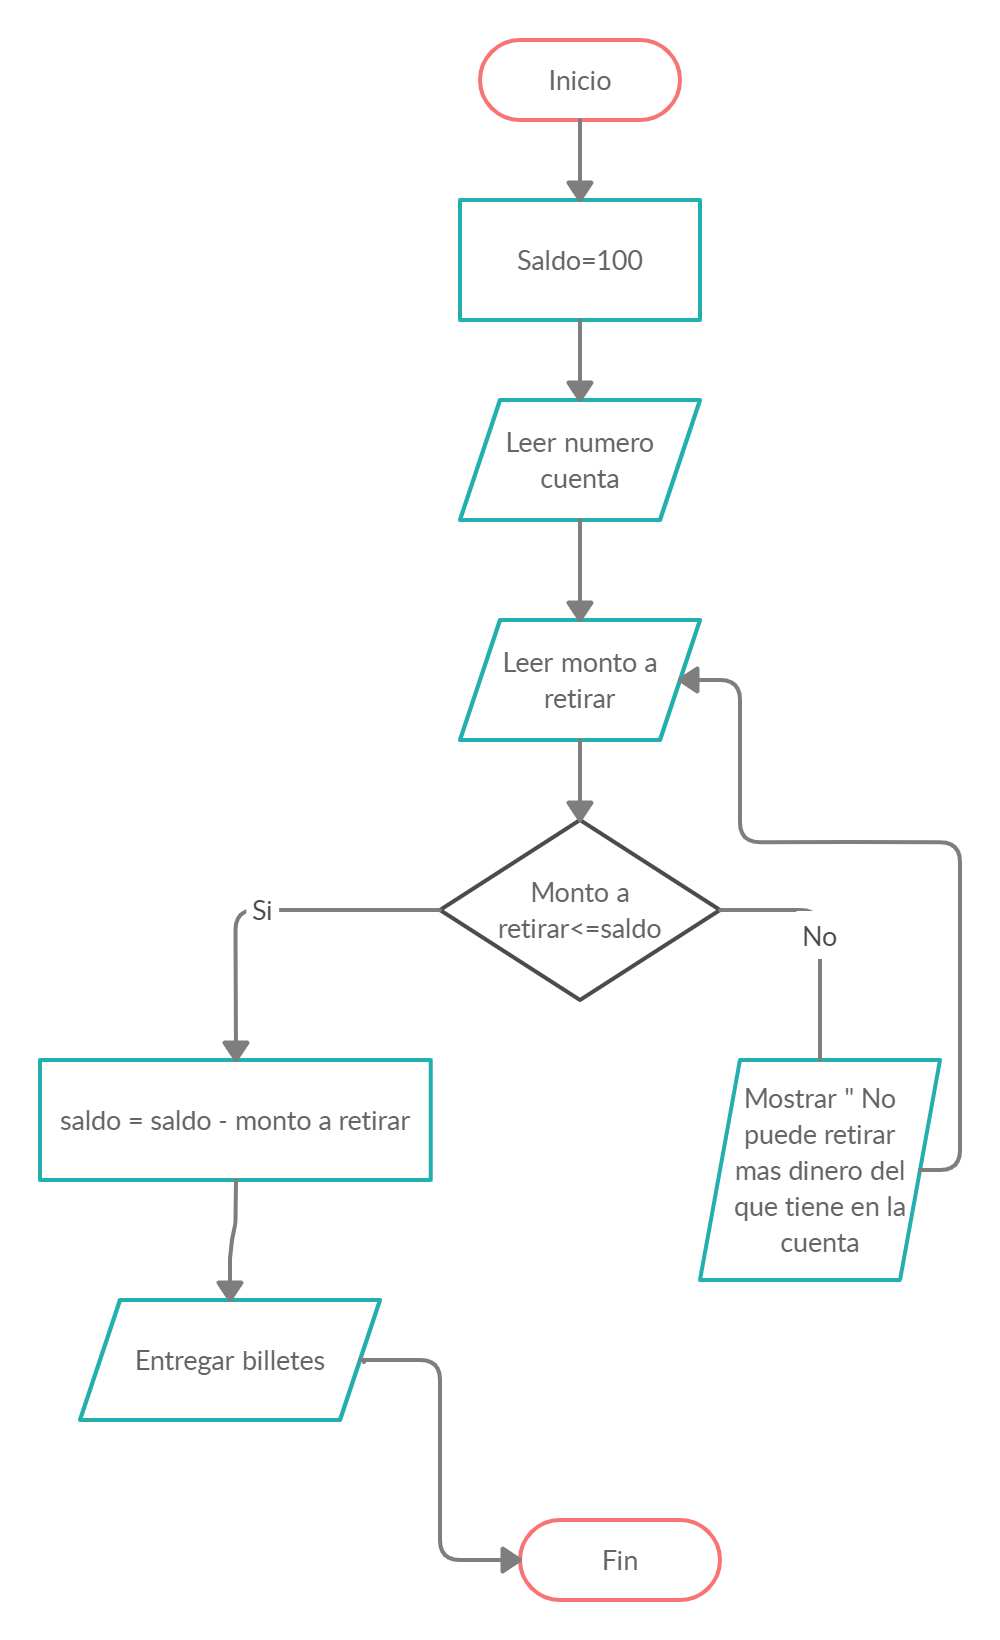 Inicio
Saldo=100
Leer numero
cuenta
Leer monto a
retirar
Monto a
retirar<=saldo
Si
No
saldo = saldo - monto a retirar
Mostrar " No
puede retirar
mas dinero del
que tiene en la
cuenta
Entregar billetes
Fin